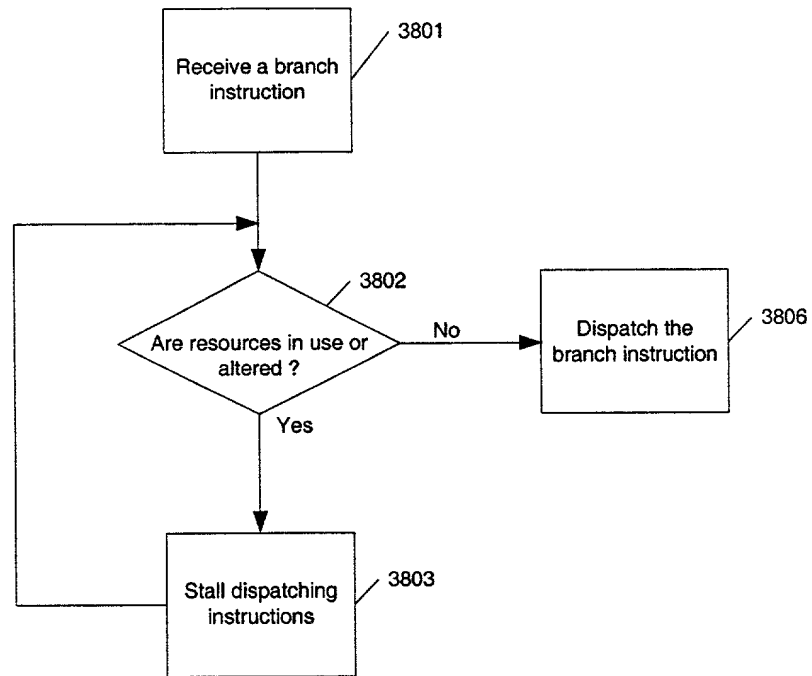 3801
Receive a branch
instruction
3802
Are resources in use or
altered ?
No
Dispatch the
branch instruction
3806
Yes
Stall dispatching
instructions
3803